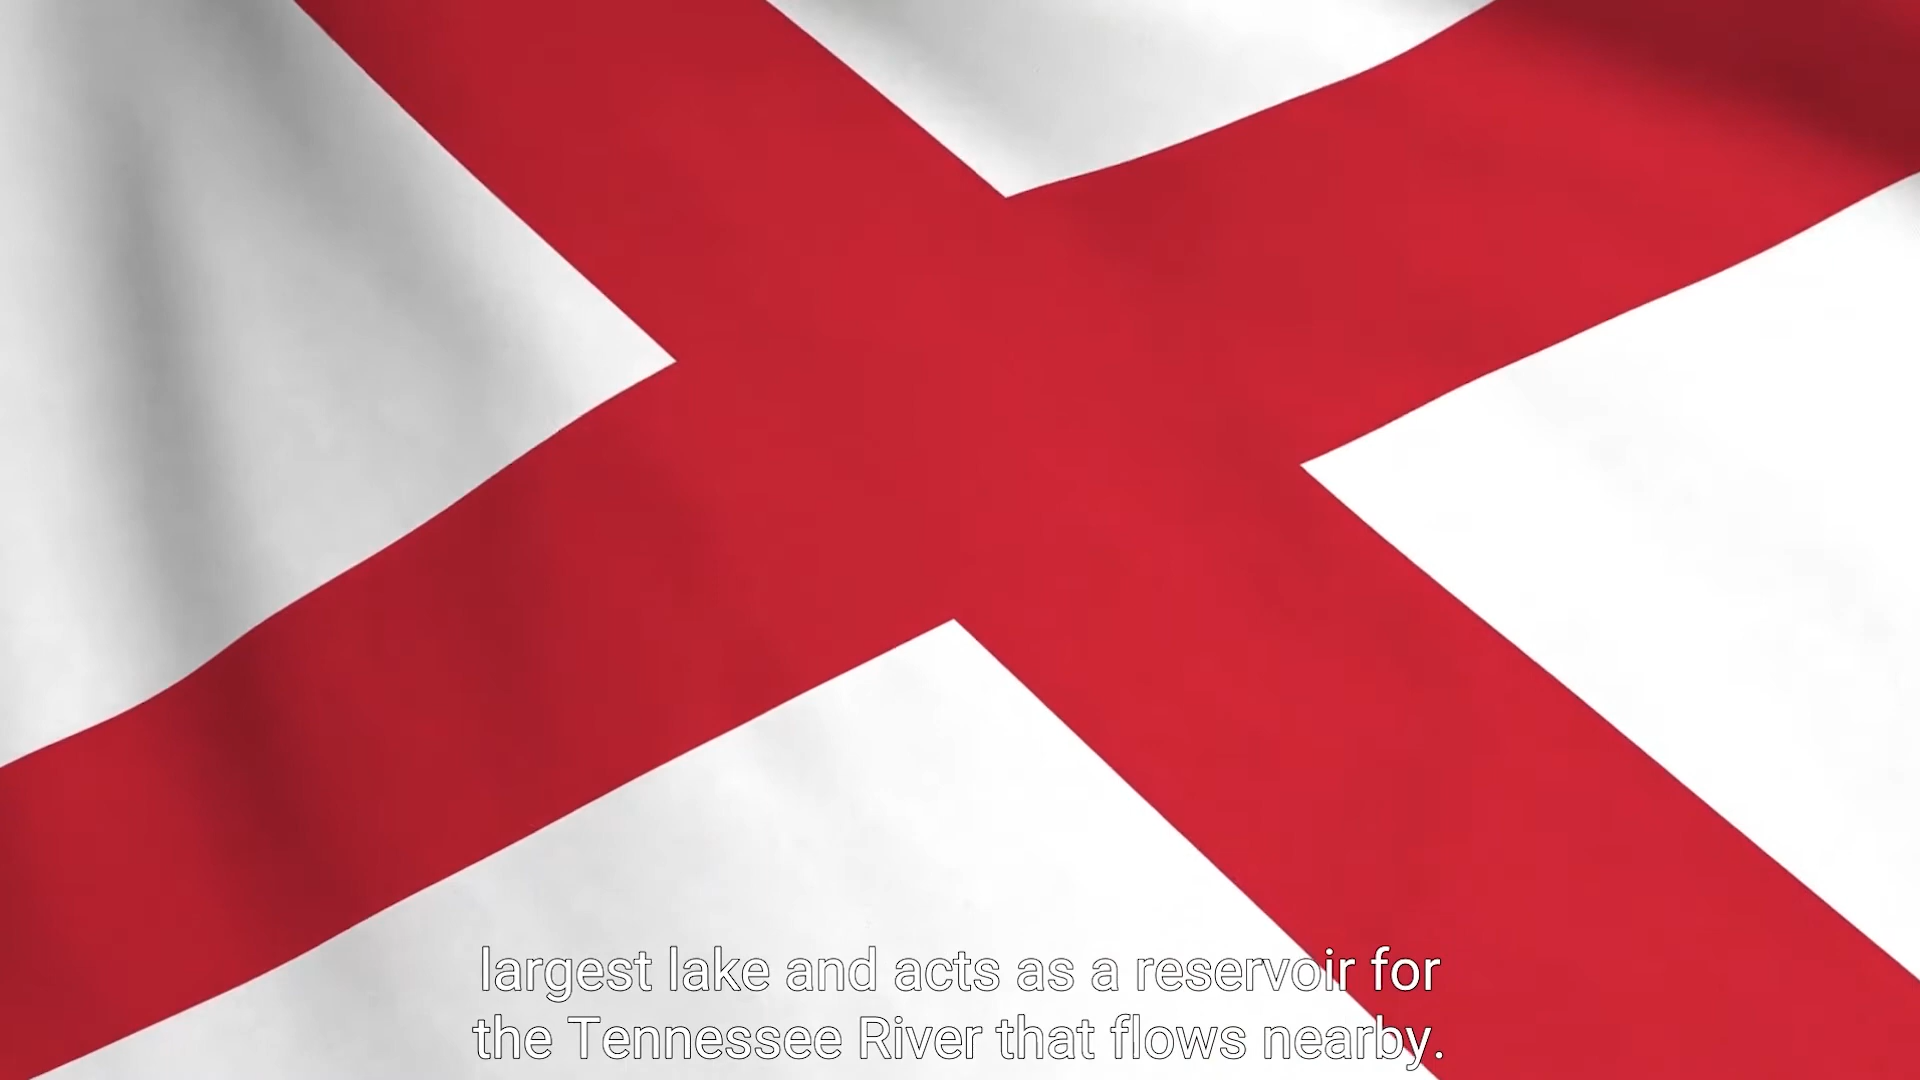 largest lake and acts as a reservoir for
the Tennessee River that flows nearby.